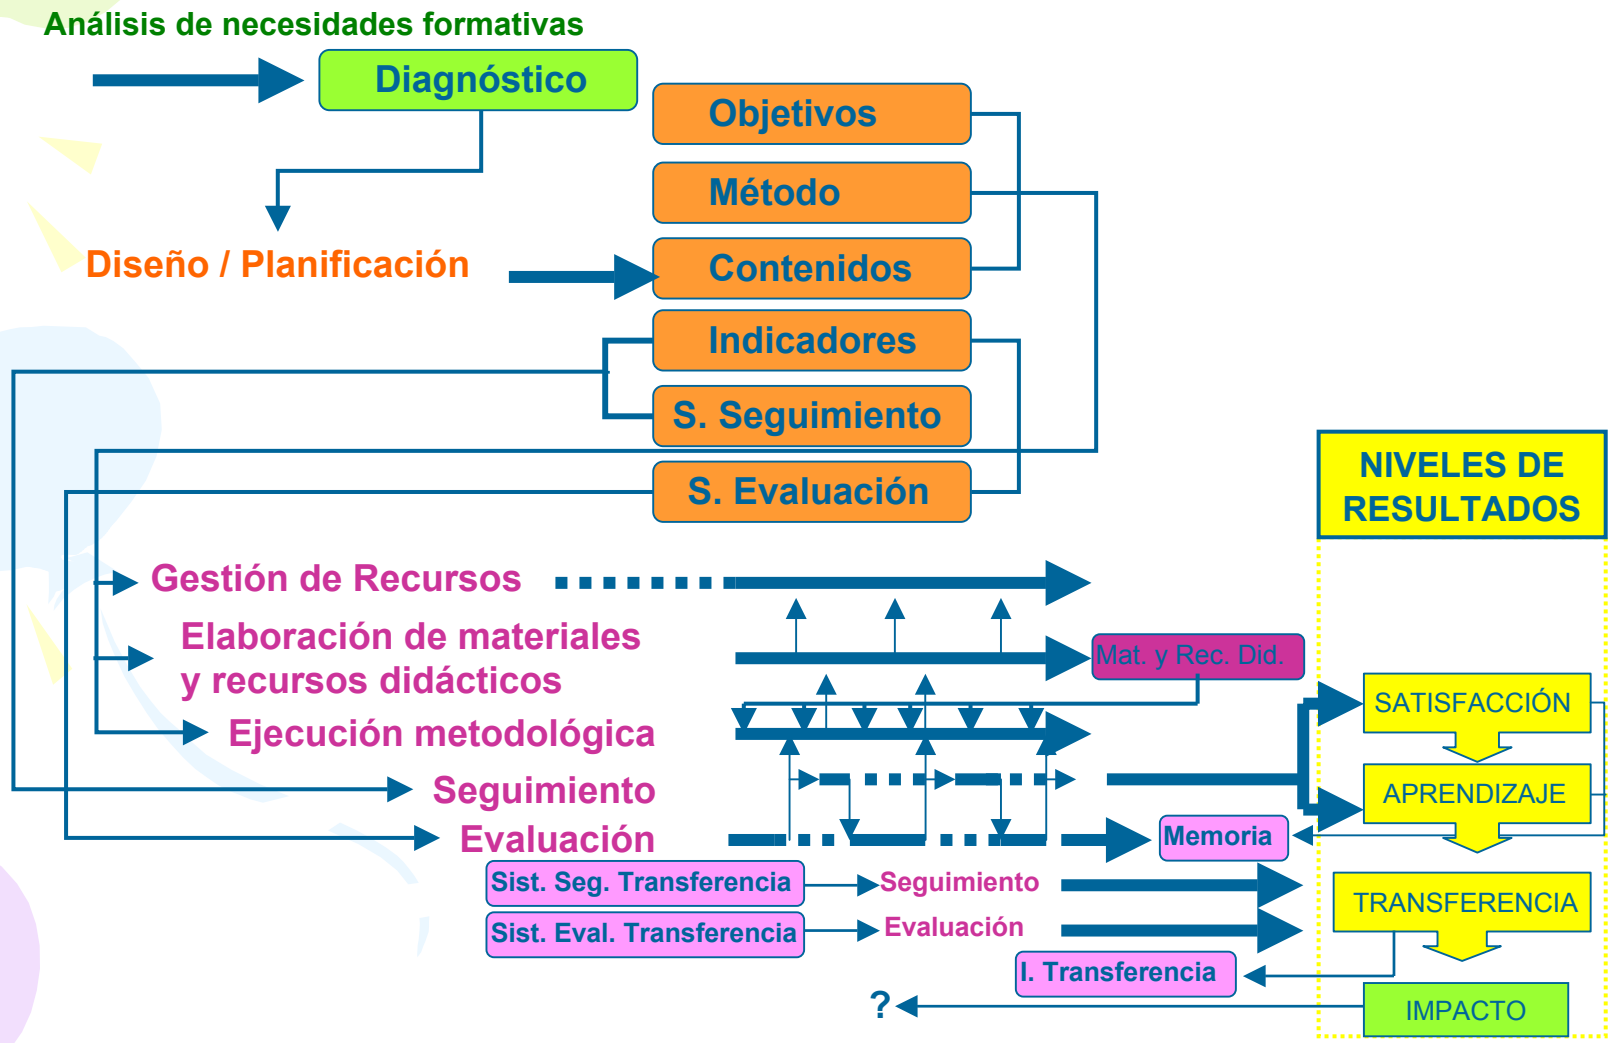 Análisis de necesidades formativas
Diagnóstico
Objetivos
Método
Diseño / Planificación
Contenidos
Indicadores
S. Seguimiento
S. Evaluación
NIVELES DE
RESULTADOS
Gestión de Recursos
Elaboración de materiales
y recursos didácticos
Mat. y Rec. Did.
Ejecución metodológica
SATISFACCIÓN
Seguimiento
APRENDIZAJE
Evaluación
Memoria
Sist. Seg. Transferencia
Seguimiento
Sist. Eval. Transferencia
Evaluación
TRANSFERENCIA
I. Transferencia
?
IMPACTO